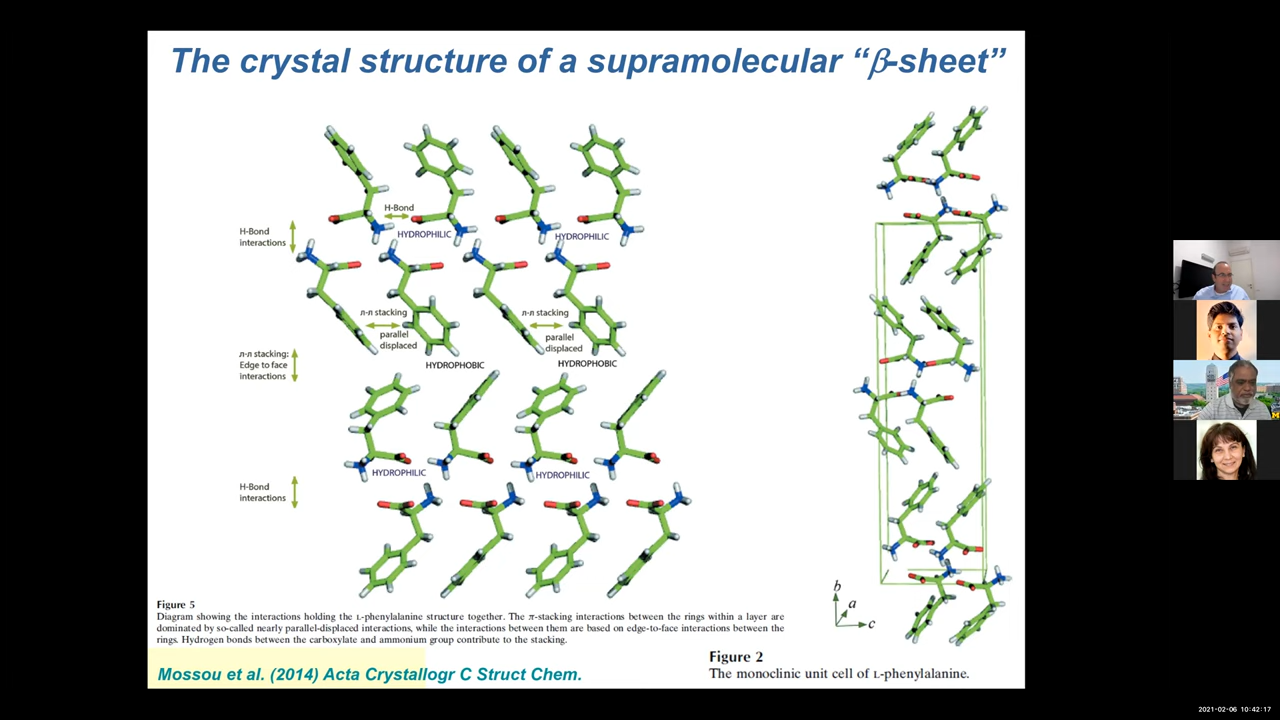 The crystal structure of a supramolecular “β-sheet”
H-Bond
HYDROPHILIC
HYDROPHILIC
H-Bond
interactions
π-π stacking
parallel
displaced
π-π stacking
parallel
displaced
HYDROPHOBIC
HYDROPHOBIC
π-π stacking:
Edge to face
interactions
HYDROPHILIC
HYDROPHILIC
H-Bond
interactions
b
a
c
Figure 5
Diagram showing the interactions holding the L-phenylalanine structure together. The π-stacking interactions between the rings within a layer are
dominated by so-called nearly parallel-displaced interactions, while the interactions between them are based on edge-to-face interactions between the
rings. Hydrogen bonds between the carboxylate and ammonium group contribute to the stacking.
Mossou et al. (2014) Acta Crystallogr C Struct Chem.
Figure 2
The monoclinic unit cell of L-phenylalanine.
M
2021-02-06 10:42:17